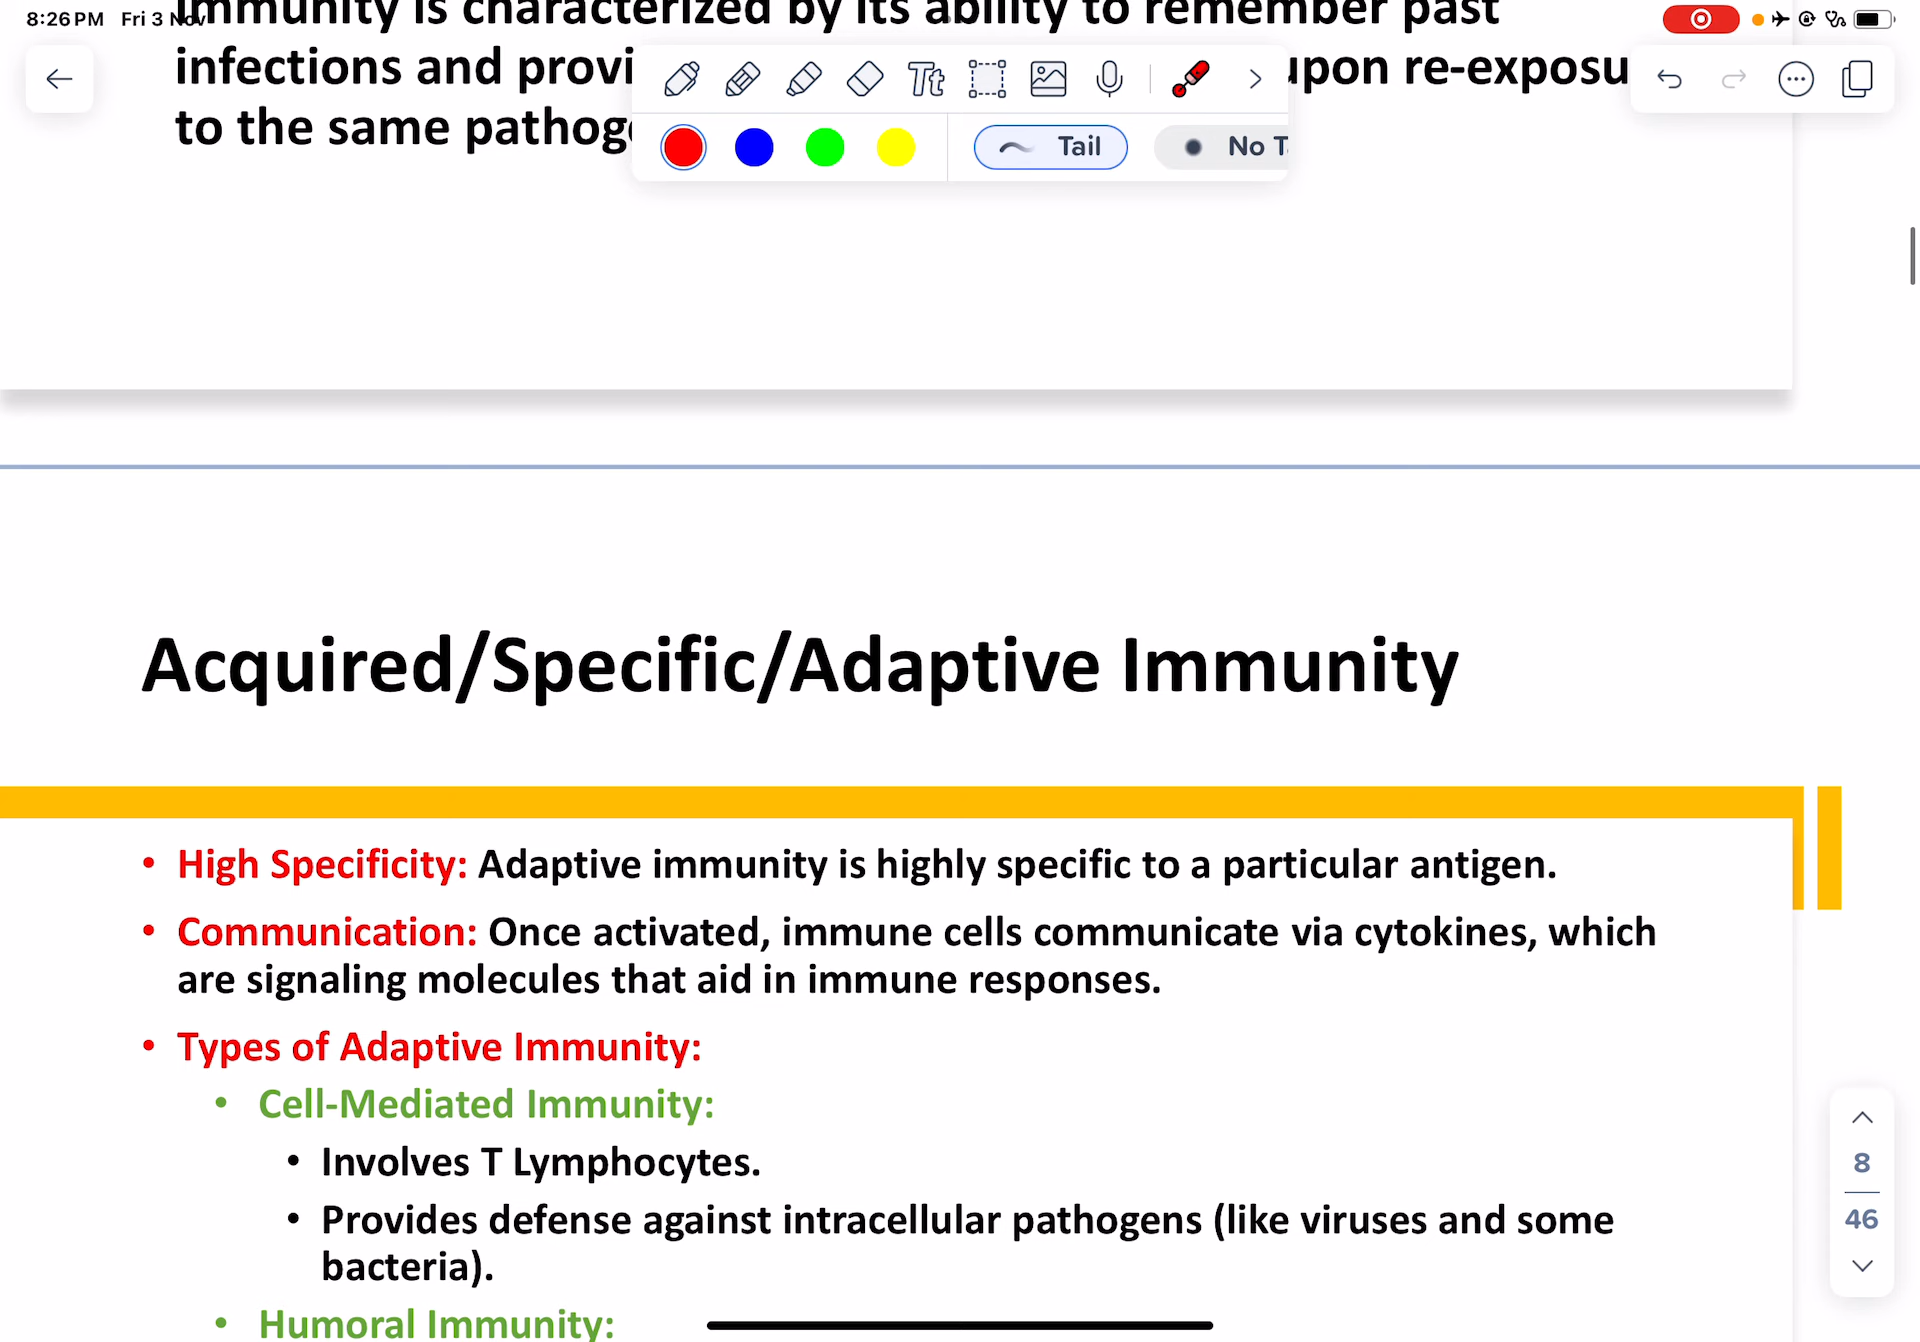 8:26 PM Fri 3 Nov
immunity is characterized by its ability to remember past
infections and provi upon re-exposu
to the same pathog
Tt
Tail No T
Acquired/Specific/Adaptive Immunity
• High Specificity: Adaptive immunity is highly specific to a particular antigen.
• Communication: Once activated, immune cells communicate via cytokines, which
are signaling molecules that aid in immune responses.
• Types of Adaptive Immunity:
• Cell-Mediated Immunity:
• Involves T Lymphocytes.
• Provides defense against intracellular pathogens (like viruses and some
bacteria).
• Humoral Immunity:
8
46